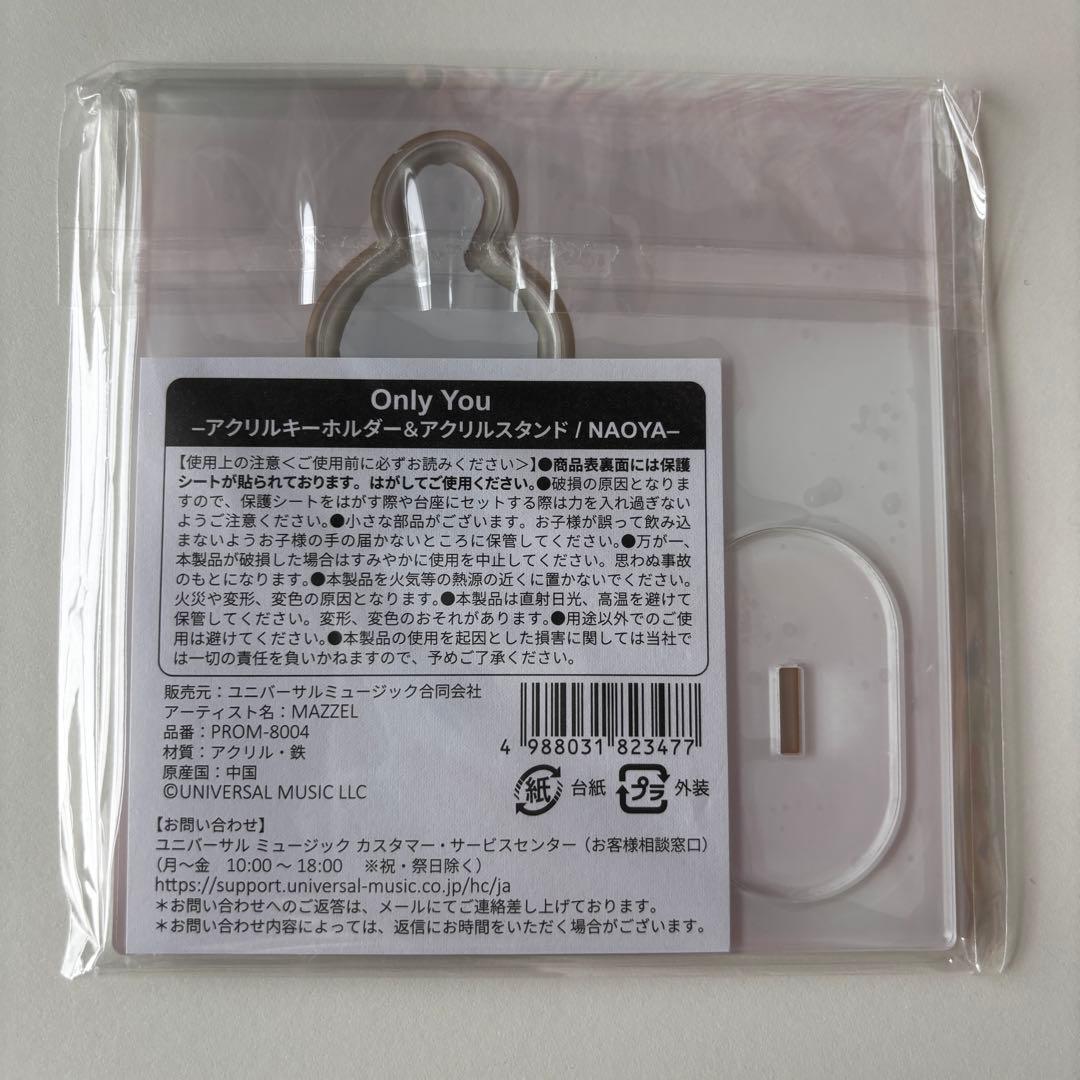 Only You
–アクリルキーホルダー&アクリルスタンド / NAOYA–
【使用上の注意＜ご使用前に必ずお読みください＞】●商品表裏面には保護
シートが貼られております。はがしてご使用ください。●破損の原因となりま
すので、保護シートをはがす際や台座にセットする際は力を入れ過ぎない
ようご注意ください。●小さな部品がございます。お子様が誤って飲み込
まないようお子様の手の届かないところに保管してください。●万が一、
本製品が破損した場合はすみやかに使用を中止してください。思わぬ事故
のもとになります。●本製品を火気等の熱源の近くに置かないでください。
火災や変形、変色の原因となります。●本製品は直射日光、高温を避けて
保管してください。変形、変色のおそれがあります。●用途以外でのご使
用は避けてください。●本製品の使用を起因とした損害に関しては当社で
は一切の責任を負いかねますので、予めご了承ください。
販売元：ユニバーサルミュージック合同会社
アーティスト名：MAZZEL
品番：PROM-8004
材質：アクリル・鉄
原産国：中国
©UNIVERSAL MUSIC LLC
4 988031 823477
紙 台紙 プラ 外装
【お問い合わせ】
ユニバーサル ミュージック カスタマー・サービスセンター（お客様相談窓口）
（月～金　10:00 ～ 18:00　※祝・祭日除く）
https://support.universal-music.co.jp/hc/ja
＊お問い合わせへのご返答は、メールにてご連絡差し上げております。
＊お問い合わせ内容によっては、返信にお時間をいただく場合がございます。